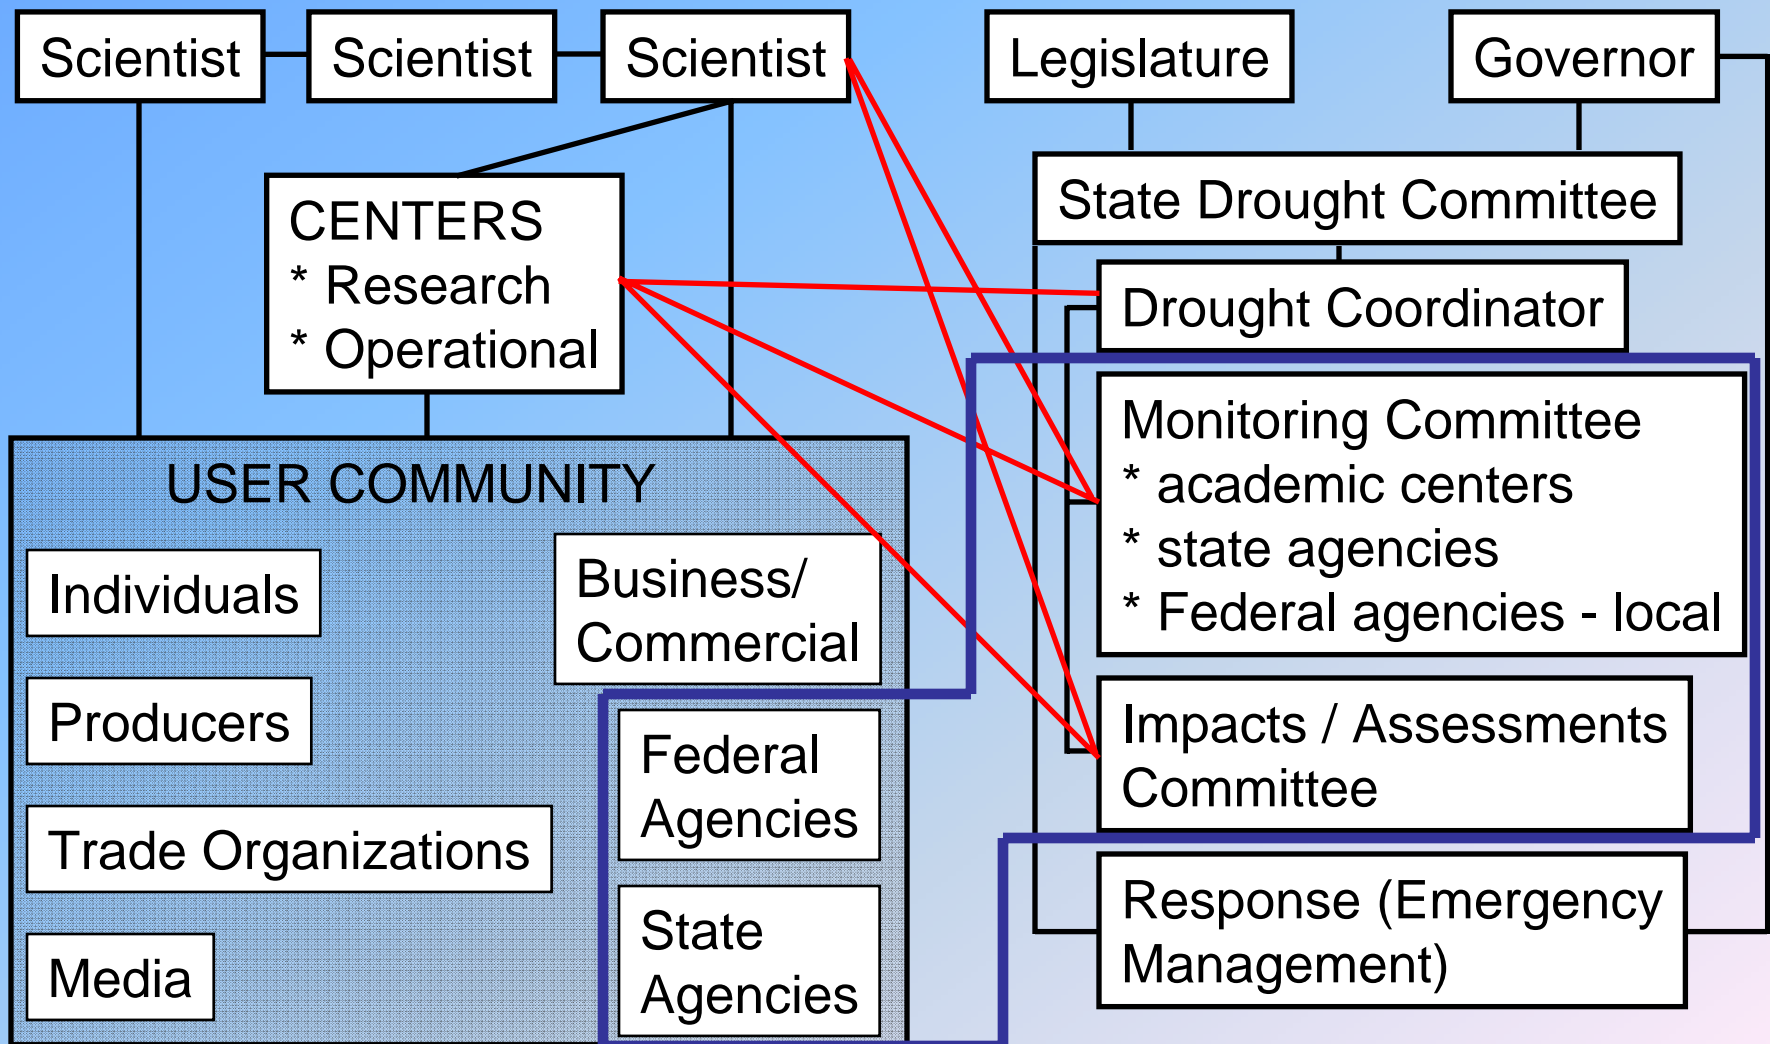 Scientist
Scientist
Scientist
Legislature
Governor
CENTERS
* Research
* Operational
State Drought Committee
Drought Coordinator
Monitoring Committee
* academic centers
* state agencies
* Federal agencies - local
Impacts / Assessments
Committee
Response (Emergency
Management)
USER COMMUNITY
Individuals
Producers
Trade Organizations
Media
Business/
Commercial
Federal
Agencies
State
Agencies